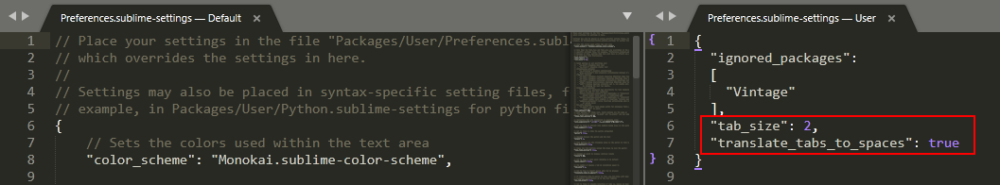 Preferences.sublime-settings — Default
1 // Place your settings in the file "Packages/User/Preferences.subl
2 // which overrides the settings in here.
3 //
4 // Settings may also be placed in syntax-specific setting files, f
5 // example, in Packages/User/Python.sublime-settings for python fi
6 {
7 // Sets the colors used within the text area
8 "color_scheme": "Monokai.sublime-color-scheme",
9
Preferences.sublime-settings — User
1 {
2 "ignored_packages":
3 [
4 "Vintage"
5 ],
6 "tab_size": 2,
7 "translate_tabs_to_spaces": true
8 }
9